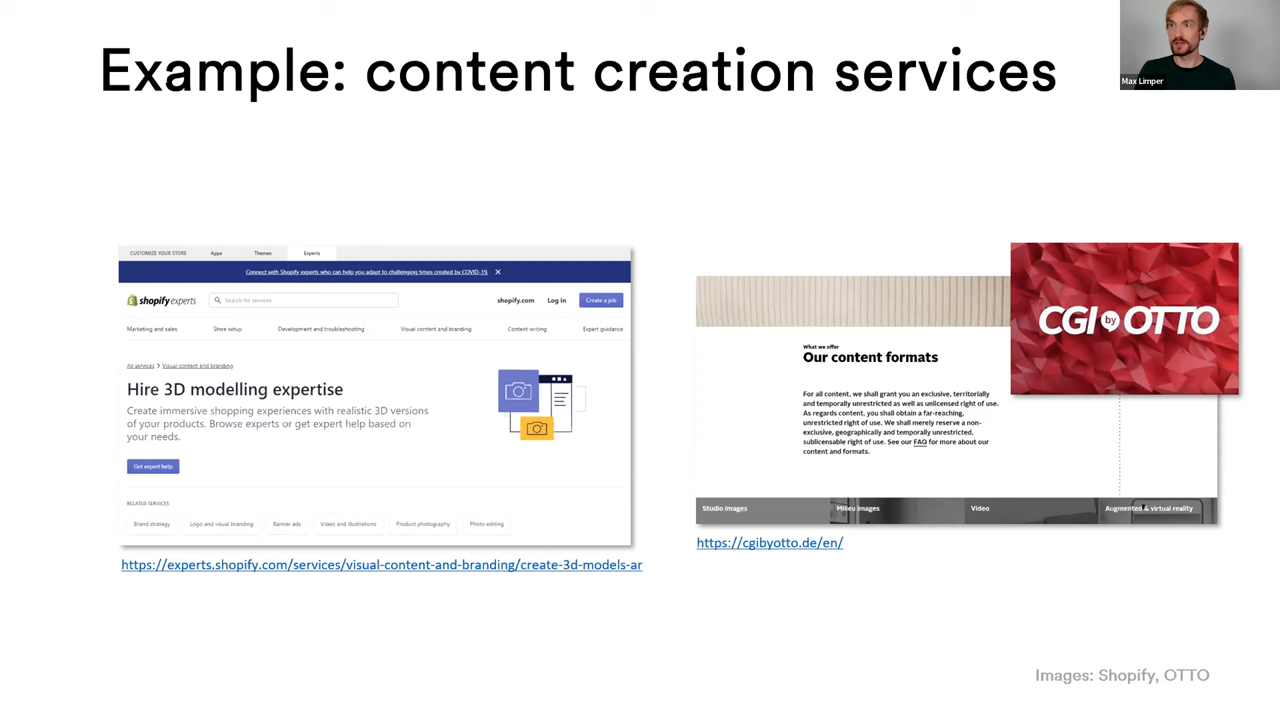 Example: content creation services
Max Limper
CUSTOMIZE YOUR STORE Apps Themes Experts
Connect with Shopify experts who can help you adapt to challenging times created by COVID-19. X
shopify experts Search for services shopify.com Log in Create a job
Marketing and sales Store setup Development and troubleshooting Visual content and branding Content writing Expert guidance
All services > Visual content and branding
Hire 3D modelling expertise
Create immersive shopping experiences with realistic 3D versions
of your products. Browse experts or get expert help based on
your needs.
Get expert help
RELATED SERVICES
Brand strategy Logo and visual branding Banner ads Video and illustrations Product photography Photo editing
https://experts.shopify.com/services/visual-content-and-branding/create-3d-models-ar
CGI by OTTO
What we offer
Our content formats
For all content, we shall grant you an exclusive, territorially
and temporally unrestricted as well as unlicensed right of use.
As regards content, you shall obtain a far-reaching,
unrestricted right of use. We shall merely reserve a non-
exclusive, geographically and temporally unrestricted,
sublicensable right of use. See our FAQ for more about our
content and formats.
Studio images Milieu images Video Augmented & virtual reality
https://cgibyotto.de/en/
Images: Shopify, OTTO